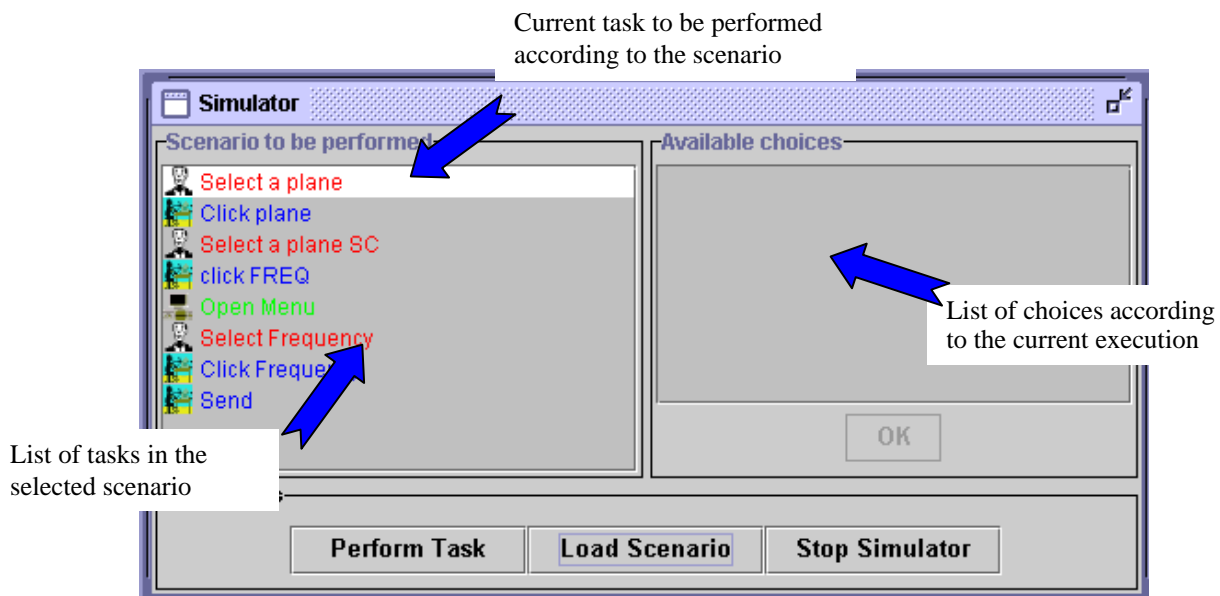 Current task to be performed
according to the scenario
Simulator
Scenario to be performed
Available choices
Select a plane
Click plane
Select a plane SC
click FREQ
Open Menu
Select Frequency
Click Freque
Send
List of choices according
to the current execution
OK
List of tasks in the
selected scenario
Perform Task
Load Scenario
Stop Simulator